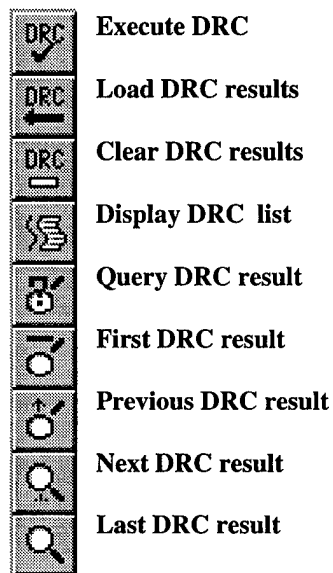 DRC Execute DRC
DRC Load DRC results
DRC Clear DRC results
Display DRC list
Query DRC result
First DRC result
Previous DRC result
Next DRC result
Last DRC result